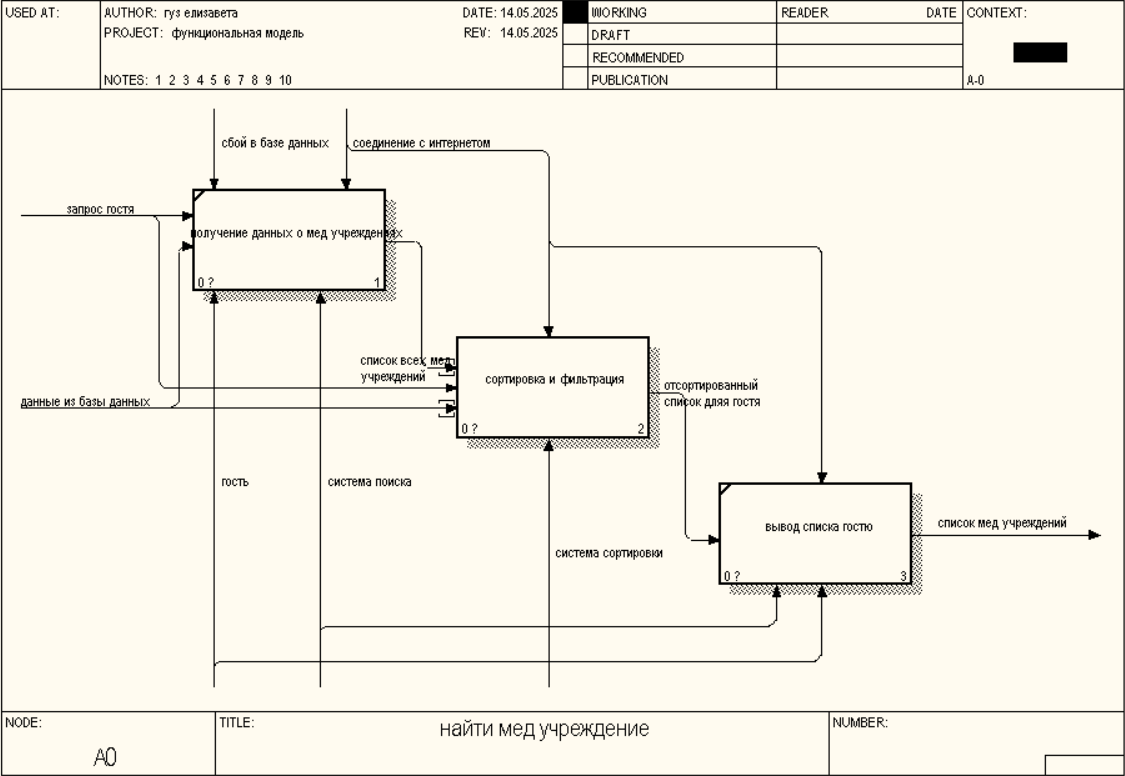 USED AT:
AUTHOR: гуs елизавета
DATE: 14.05.2025
WORKING
READER
DATE
CONTEXT:
PROJECT: функциональная модель
REV: 14.05.2025
DRAFT
RECOMMENDED
NOTES: 1 2 3 4 5 6 7 8 9 10
PUBLICATION
A-0
сбой в базе данных
соединение с интернетом
запрос гостя
получение данных о мед учреждениях
0 ?
1
список всех мед
учреждений
сортировка и фильтрация
0 ?
2
отсортированный
список дляя гостя
данные из базы данных
гость
система поиска
система сортировки
вывод списка гостю
0 ?
3
список мед учреждений
NODE:
TITLE:
найти мед учреждение
NUMBER:
A0